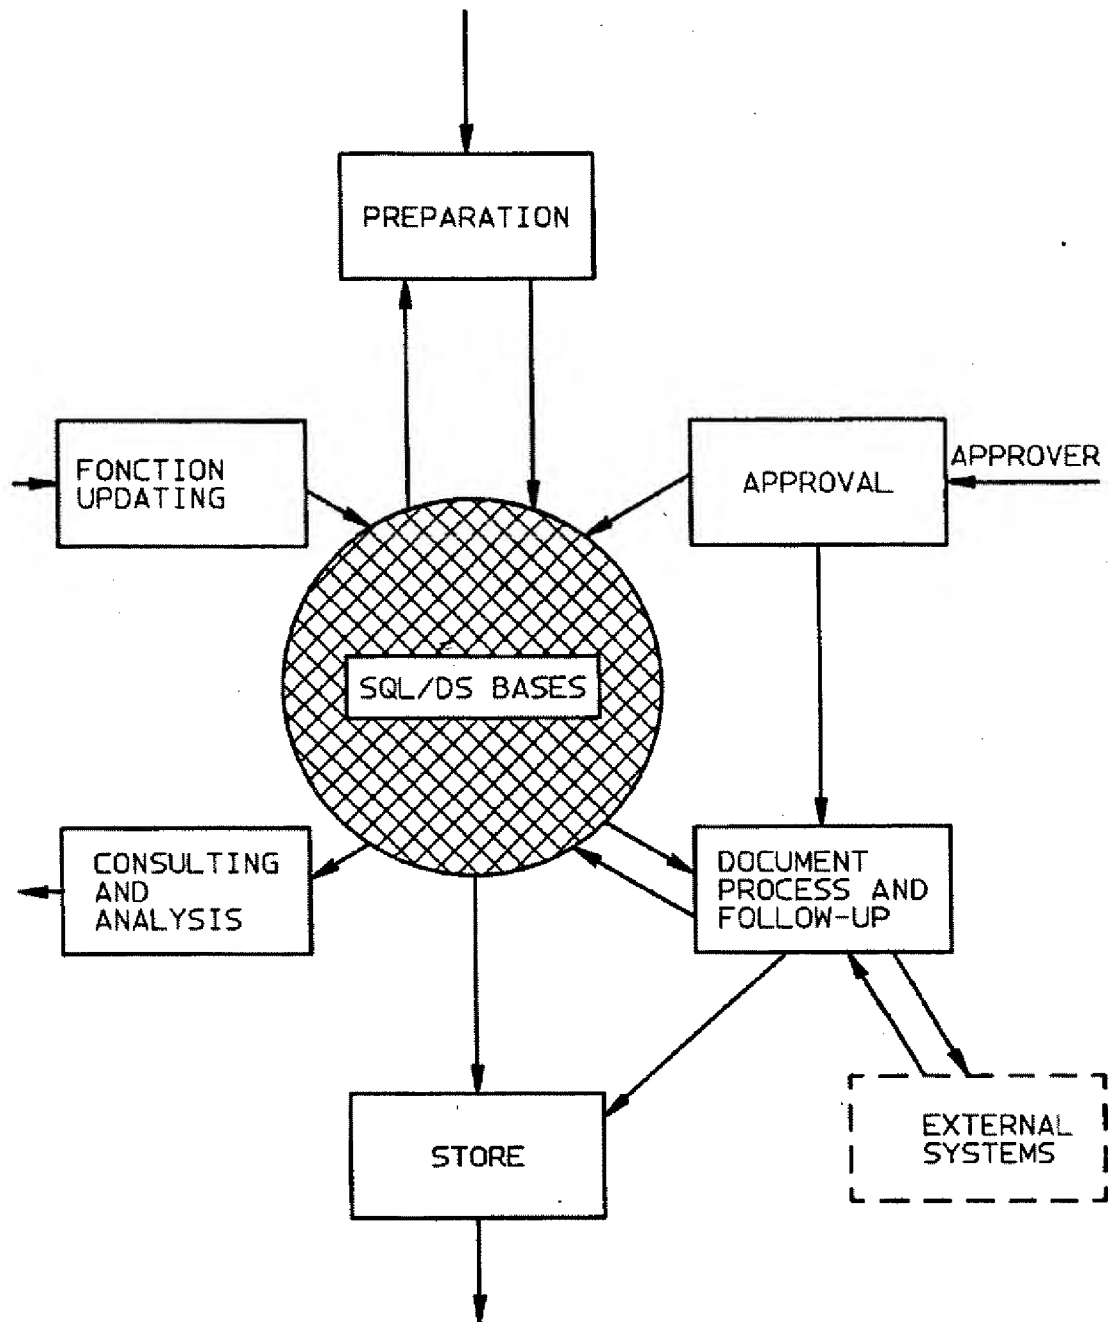 PREPARATION
FONCTION
UPDATING
APPROVAL
APPROVER
SQL/DS BASES
CONSULTING
AND
ANALYSIS
DOCUMENT
PROCESS AND
FOLLOW-UP
STORE
EXTERNAL
SYSTEMS